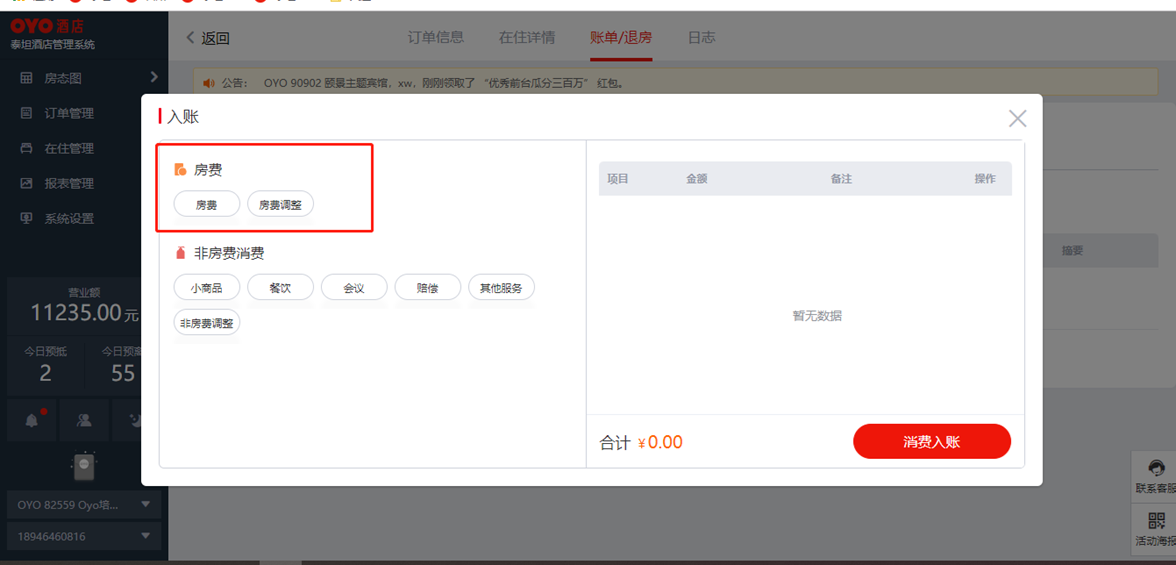 OYO 酒店
泰坦酒店管理系统
房态图
订单管理
在住管理
报表管理
系统设置
营业额
11235.00元
今日预抵
今日预离
2
55
OYO 82559 Oyo培...
18946460816
返回
订单信息
在住详情
账单/退房
日志
公告： OYO 90902 颐景主题宾馆，xw，刚刚领取了 “优秀前台瓜分三百万” 红包。
入账
房费
房费
房费调整
非房费消费
小商品
餐饮
会议
赔偿
其他服务
非房费调整
项目
金额
备注
操作
暂无数据
合计 ¥0.00
消费入账
摘要
联系客服
活动海报